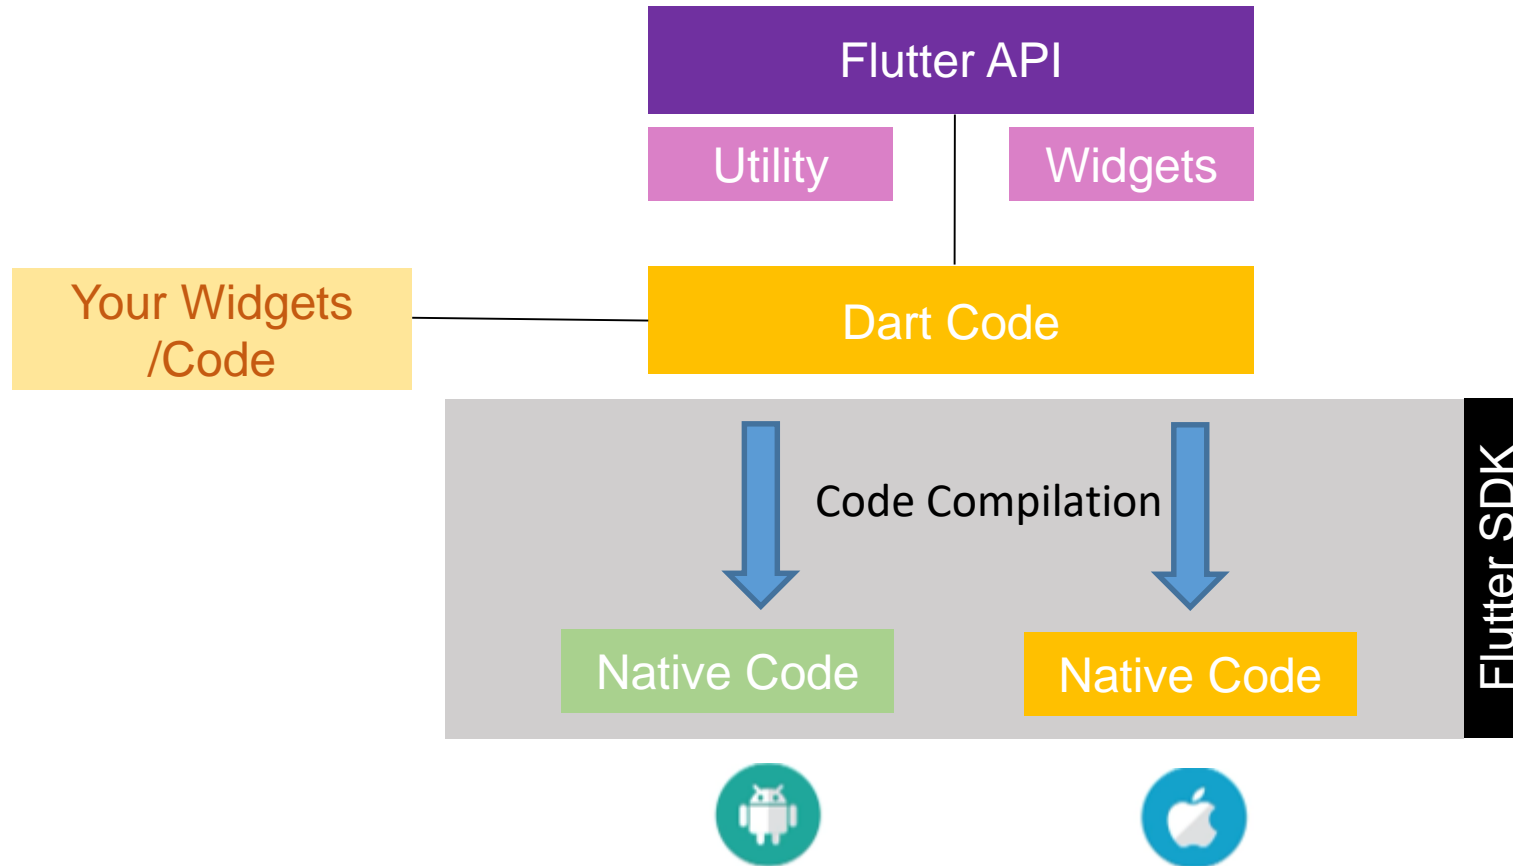 Flutter API
Utility
Widgets
Your Widgets
/Code
Dart Code
Code Compilation
Flutter SDK
Native Code
Native Code